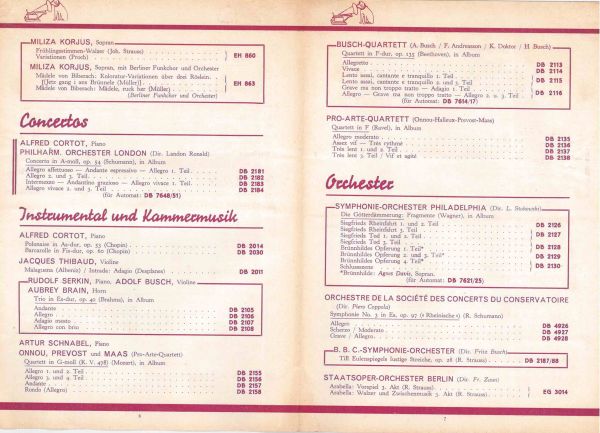 MILIZA KORJUS, Sopran
Frühlingsstimmen-Walzer (Joh. Strauss)
Variationen (Proch) EH 860
MILIZA KORJUS, Sopran, mit Berliner Funkchor und Orchester
Mädele von Biberach: Koloratur-Variationen über drei Röslein.
[(Jetz gang i ans Brünnele (Müller)]
Mädele von Biberach: Mädele, ruck her (Müller) EH 863
(Berliner Funkchor und Orchester)
Concertos
ALFRED CORTOT, Piano
PHILHARM. ORCHESTER LONDON (Dir. Landon Ronald)
Concerto in A-moll, op. 54 (Schumann), in Album
Allegro affettuoso — Andante espressivo — Allegro 1. Teil DB 2181
Allegro 2. und 3. Teil DB 2182
Intermezzo — Andantino grazioso — Allegro vivace 1. Teil DB 2183
Allegro vivace 2. und 3. Teil DB 2184
(für Automat: DB 7648/51)
Instrumental und Kammermusik
ALFRED CORTOT, Piano
Polonaise in As-dur, op. 53 (Chopin) DB 2014
Barcarolle in Fis-dur, op. 60 (Chopin) DB 2030
JACQUES THIBAUD, Violine
Malaguena (Albeniz) / Intrade: Adagio (Desplanes) DB 2011
RUDOLF SERKIN, Piano, ADOLF BUSCH, Violine
AUBREY BRAIN, Horn
Trio in Es-dur, op. 40 (Brahms), in Album
Andante DB 2105
Allegro DB 2106
Adagio mesto DB 2107
Allegro con brio DB 2108
ARTUR SCHNABEL, Piano
ONNOU, PREVOST und MAAS (Pro-Arte-Quartett)
Quartett in G-moll (K. V. 478) (Mozart), in Album
Allegro 1. und 2. Teil DB 2155
Allegro 3. und 4. Teil DB 2156
Andante DB 2157
Rondo (Allegro) DB 2158
6
BUSCH-QUARTETT (A. Busch / F. Andreasson / K. Doktor / H. Busch)
Quartett in F-dur, op. 135 (Beethoven), in Album
Allegretto DB 2113
Vivace DB 2114
Lento assai, cantante e tranquillo 1. Teil
Lento assai, cantante e tranquillo 2. und 3. Teil DB 2115
Grave ma non troppo tratto — Adagio 1. Teil
Allegro — Grave ma non troppo tratto — Allegro 2. u. 3. Teil DB 2116
(für Automat: DB 7614/17)
PRO-ARTE-QUARTETT (Onnou-Halleux-Prevost-Mass)
Quartett in F (Ravel), in Album
Allegro moderato DB 2135
Assez vif — Très rythmé DB 2136
Très lent 1. und 2. Teil DB 2137
Très lent 3. Teil / Vif et agité DB 2138
Orchester
SYMPHONIE-ORCHESTER PHILADELPHIA (Dir. L. Stokowski)
Die Götterdämmerung: Fragmente (Wagner), in Album
Siegfrieds Rheinfahrt 1. und 2. Teil DB 2126
Siegfrieds Rheinfahrt 3. Teil
Siegfrieds Tod 1. und 2. Teil DB 2127
Siegfrieds Tod 3. Teil
Brünnhildes Opferung 1. Teil* DB 2128
Brünnhildes Opferung 2. und 3. Teil* DB 2129
Brünnhildes Opferung 4. Teil*
Schlussszene DB 2130
*Brünnhilde: Agnes Davis, Sopran.
(für Automat: DB 7621/25)
ORCHESTRE DE LA SOCIÉTÉ DES CONCERTS DU CONSERVATOIRE
(Dir. Piero Coppola)
Symphonie No. 3 in Es, op. 97 (« Rheinische ») (R. Schumann)
Allegro DB 4926
Scherzo / Moderato DB 4927
Grave / Allegro DB 4928
B. B. C.-SYMPHONIE-ORCHESTER (Dir. Fritz Busch)
Till Eulenspiegels lustige Streiche, op. 28 (R. Strauss) DB 2187/88
STAATSOPER-ORCHESTER BERLIN (Dir. Fr. Zaun)
Arabella: Vorspiel 3. Akt (R. Strauss)
Arabella: Walzer und Zwischenmusik 3. Akt (R. Strauss) EG 3014
7